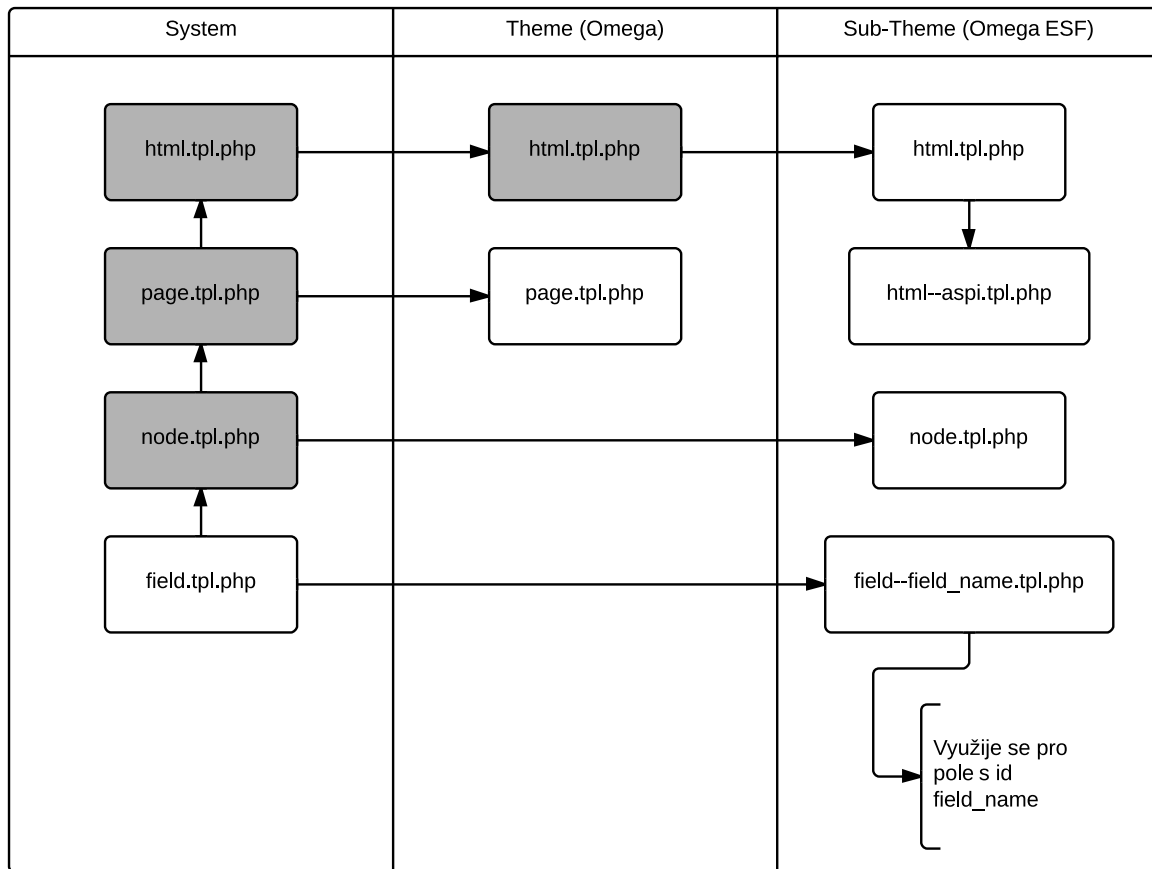 System
Theme (Omega)
Sub-Theme (Omega ESF)
html.tpl.php
html.tpl.php
html.tpl.php
page.tpl.php
page.tpl.php
html--aspi.tpl.php
node.tpl.php
node.tpl.php
field.tpl.php
field--field_name.tpl.php
Využije se pro
pole s id
field_name